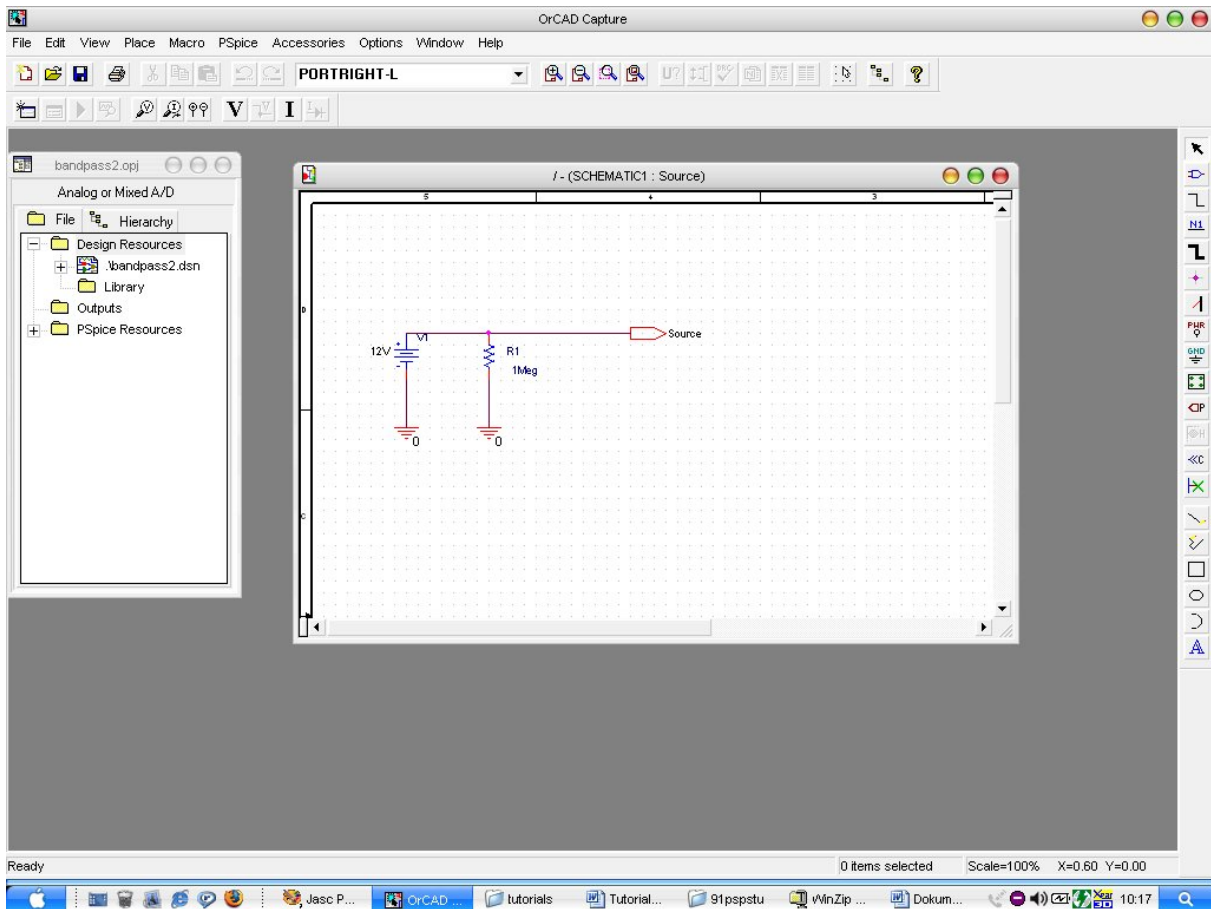 OrCAD Capture
File Edit View Place Macro PSpice Accessories Options Window Help
PORTRIGHT-L
U?
V I
bandpass2.opj
Analog or Mixed A/D
File Hierarchy
Design Resources
.\bandpass2.dsn
Library
Outputs
PSpice Resources
/ - (SCHEMATIC1 : Source)
5 4 3
D
C
V1
12V
R1
1Meg
Source
0
0
N1
PWR
GND
Ready
0 items selected Scale=100% X=0.60 Y=0.00
Jasc P... OrCAD ... tutorials Tutorial... 91pspstu WinZip ... Dokum... 10:17